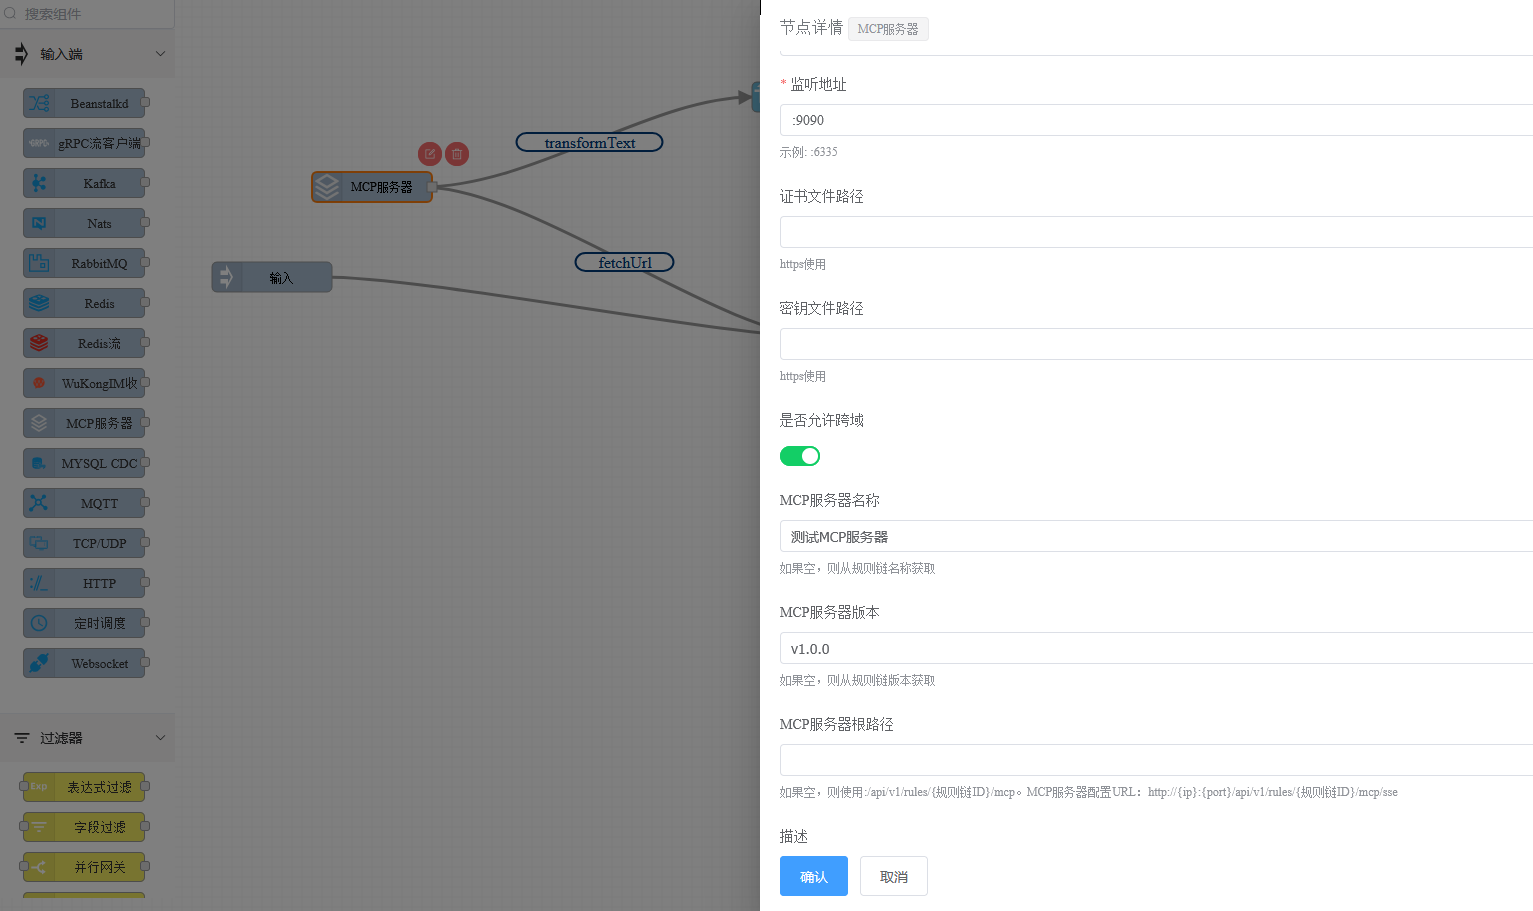 搜索组件
输入端
Beanstalkd
gRPC流客户端
Kafka
Nats
RabbitMQ
Redis
Redis流
WuKongIM收
MCP服务器
MYSQL CDC
MQTT
TCP/UDP
HTTP
定时调度
Websocket
过滤器
Exp 表达式过滤
字段过滤
并行网关
transformText
MCP服务器
fetchUrl
输入
节点详情 MCP服务器
* 监听地址
:9090
示例: :6335
证书文件路径
https使用
密钥文件路径
https使用
是否允许跨域
MCP服务器名称
测试MCP服务器
如果空，则从规则链名称获取
MCP服务器版本
v1.0.0
如果空，则从规则链版本获取
MCP服务器根路径
如果空，则使用:/api/v1/rules/{规则链ID}/mcp。MCP服务器配置URL：http://{ip}:{port}/api/v1/rules/{规则链ID}/mcp/sse
描述
确认 取消